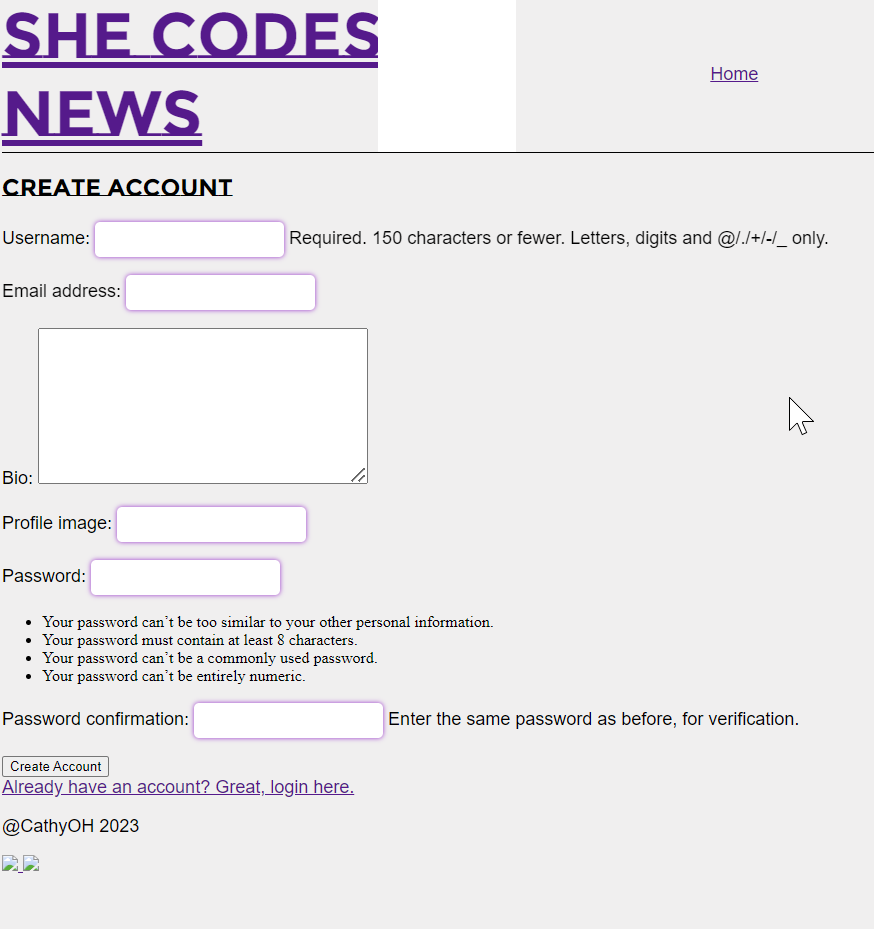 SHE CODES
NEWS
Home
CREATE ACCOUNT
Username: Required. 150 characters or fewer. Letters, digits and @/./+/-/_ only.
Email address:
Bio:
Profile image:
Password:
• Your password can’t be too similar to your other personal information.
• Your password must contain at least 8 characters.
• Your password can’t be a commonly used password.
• Your password can’t be entirely numeric.
Password confirmation: Enter the same password as before, for verification.
Create Account
Already have an account? Great, login here.
@CathyOH 2023